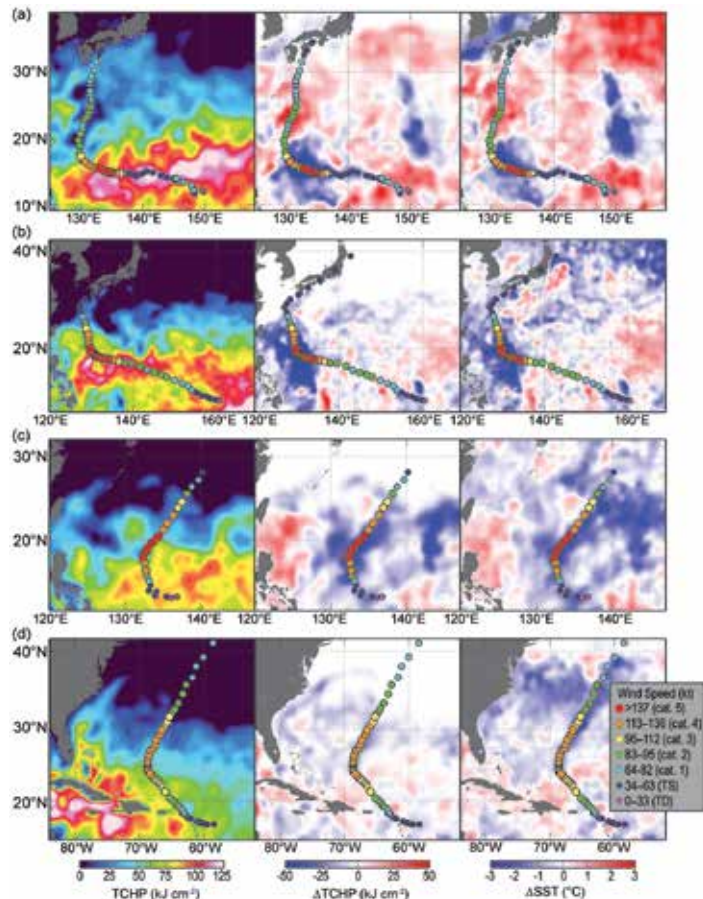 (a)
30°N
20°N
10°N
130°E 140°E 150°E 130°E 140°E 150°E 130°E 140°E 150°E
(b)
40°N
20°N
120°E 140°E 160°E 120°E 140°E 160°E 120°E 140°E 160°E
(c)
30°N
20°N
120°E 130°E 140°E 120°E 130°E 140°E 120°E 130°E 140°E
(d)
40°N
30°N
20°N
Wind Speed (kt)
>137 (cat. 5)
113–136 (cat. 4)
96–112 (cat. 3)
83–95 (cat. 2)
64-82 (cat. 1)
34–63 (TS)
0–33 (TD)
80°W 70°W 60°W 80°W 70°W 60°W 80°W 70°W 60°W
0 25 50 75 100 125 -50 -25 0 25 50 -3 -2 -1 0 1 2 3
TCHP (kJ cm⁻²) ΔTCHP (kJ cm⁻²) ΔSST (°C)